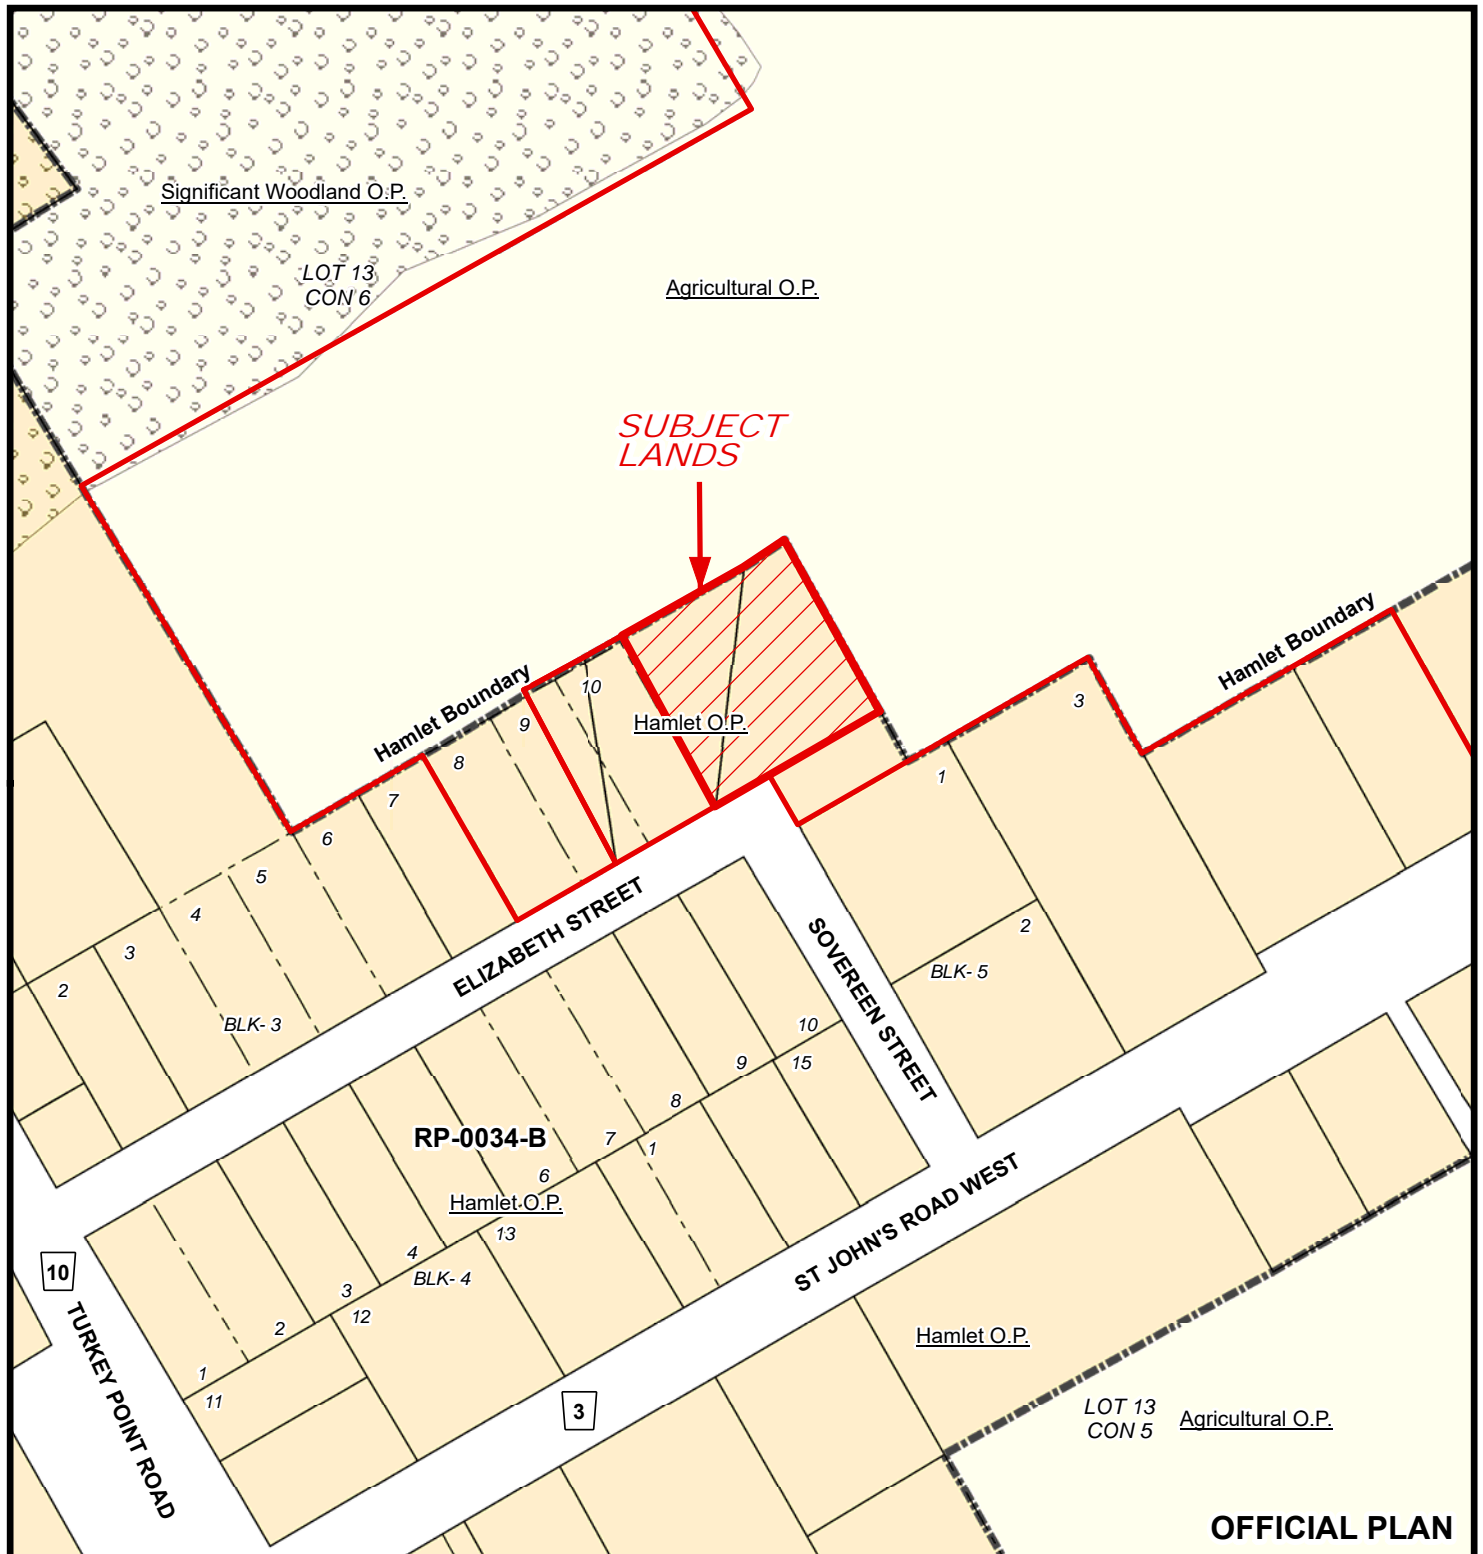 Significant Woodland O.P.
LOT 13
CON 6
Agricultural O.P.
SUBJECT
LANDS
Hamlet Boundary
Hamlet Boundary
10
9
8
7
6
5
4
3
2
Hamlet O.P.
3
1
2
BLK- 5
BLK- 3
ELIZABETH STREET
SOVEREEN STREET
10
9
8
7
6
4
3
2
1
15
1
13
12
11
RP-0034-B
Hamlet O.P.
BLK- 4
ST JOHN'S ROAD WEST
10
TURKEY POINT ROAD
3
Hamlet O.P.
LOT 13
CON 5
Agricultural O.P.
OFFICIAL PLAN